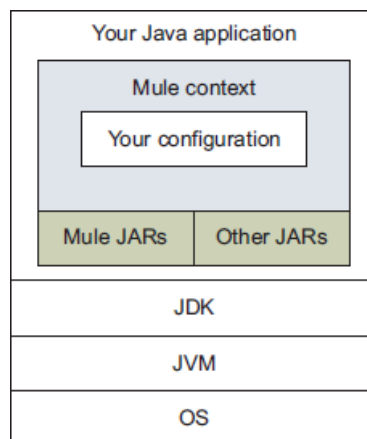 Your Java application
Mule context
Your configuration
Mule JARs
Other JARs
JDK
JVM
OS